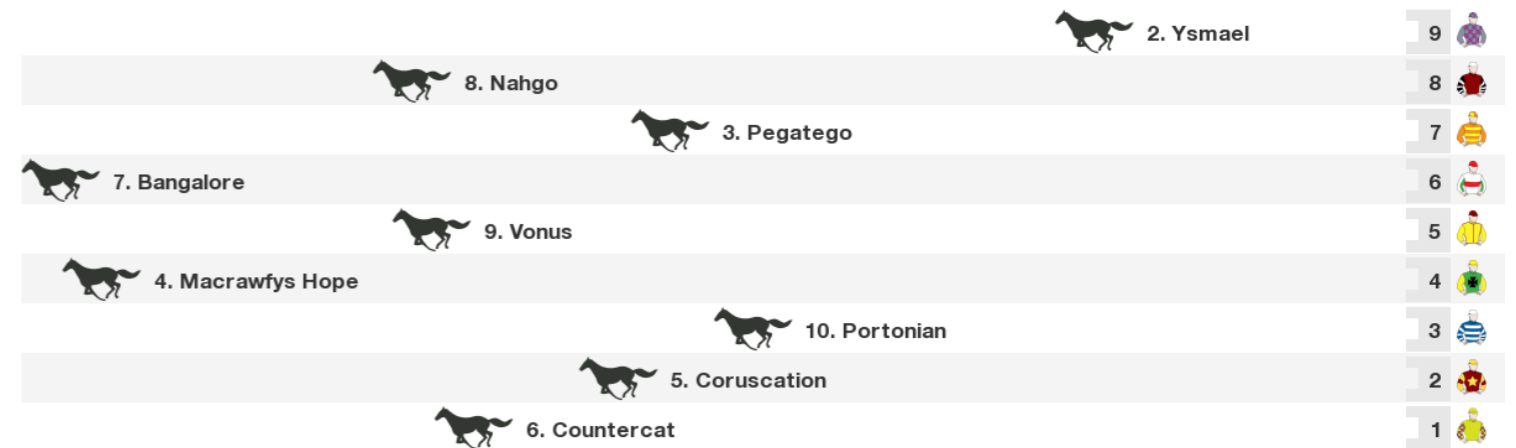 2. Ysmael 9
8. Nahgo 8
3. Pegatego 7
7. Bangalore 6
9. Vonus 5
4. Macrawfys Hope 4
10. Portonian 3
5. Coruscation 2
6. Countercat 1